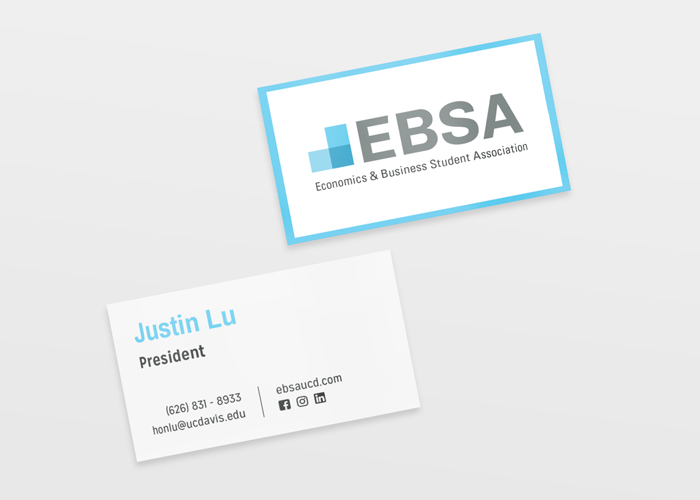 EBSA
Economics & Business Student Association
Justin Lu
President
(626) 831 - 8933
honlu@ucdavis.edu
ebsaucd.com